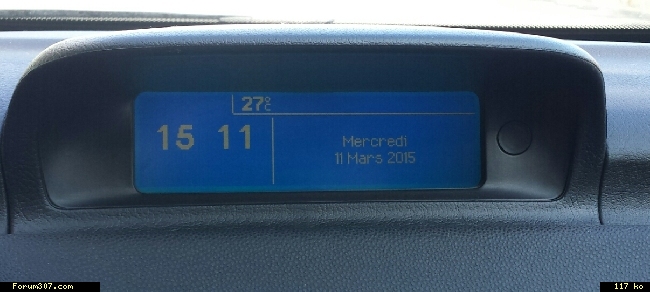 27°C
15 11
Mercredi
11 Mars 2015
Forum307.com
117 ko